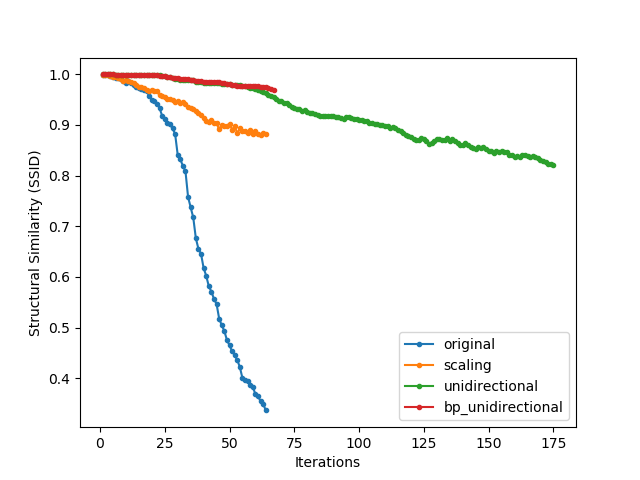 1.0
0.9
0.8
0.7
0.6
0.5
0.4
Structural Similarity (SSID)
0
25
50
75
100
125
150
175
Iterations
original
scaling
unidirectional
bp_unidirectional